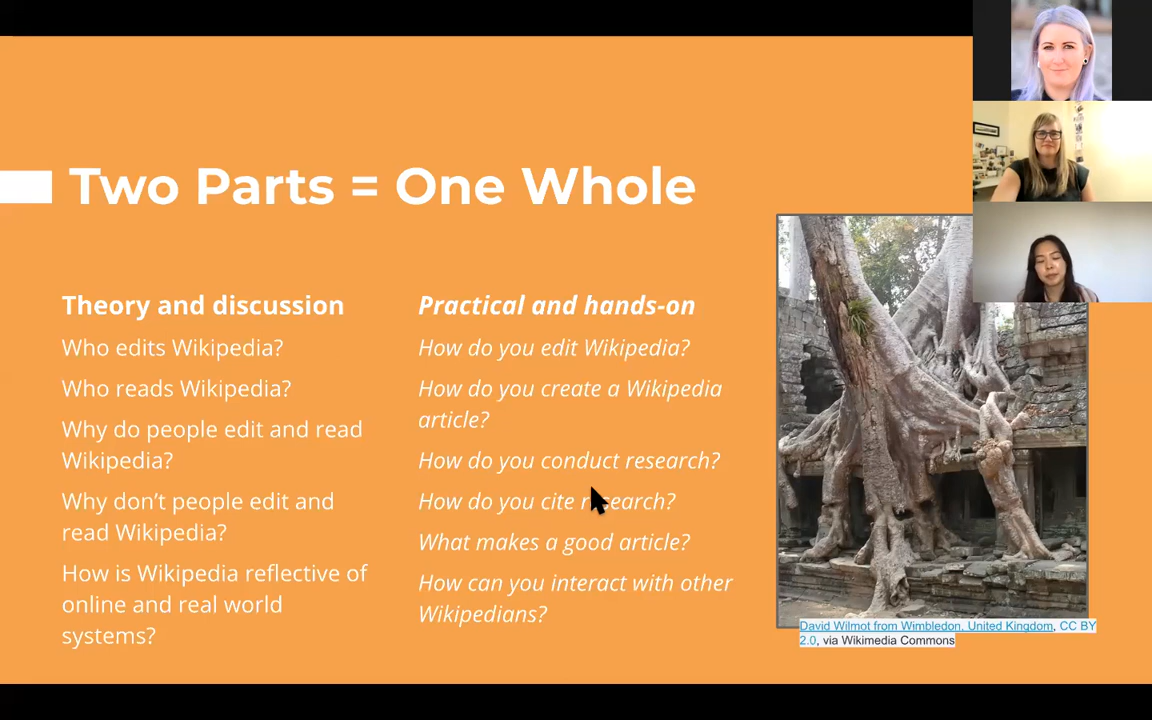 Two Parts = One Whole
Theory and discussion
Who edits Wikipedia?
Who reads Wikipedia?
Why do people edit and read
Wikipedia?
Why don't people edit and
read Wikipedia?
How is Wikipedia reflective of
online and real world
systems?
Practical and hands-on
How do you edit Wikipedia?
How do you create a Wikipedia
article?
How do you conduct research?
How do you cite research?
What makes a good article?
How can you interact with other
Wikipedians?
David Wilmot from Wimbledon, United Kingdom, CC BY
2.0, via Wikimedia Commons